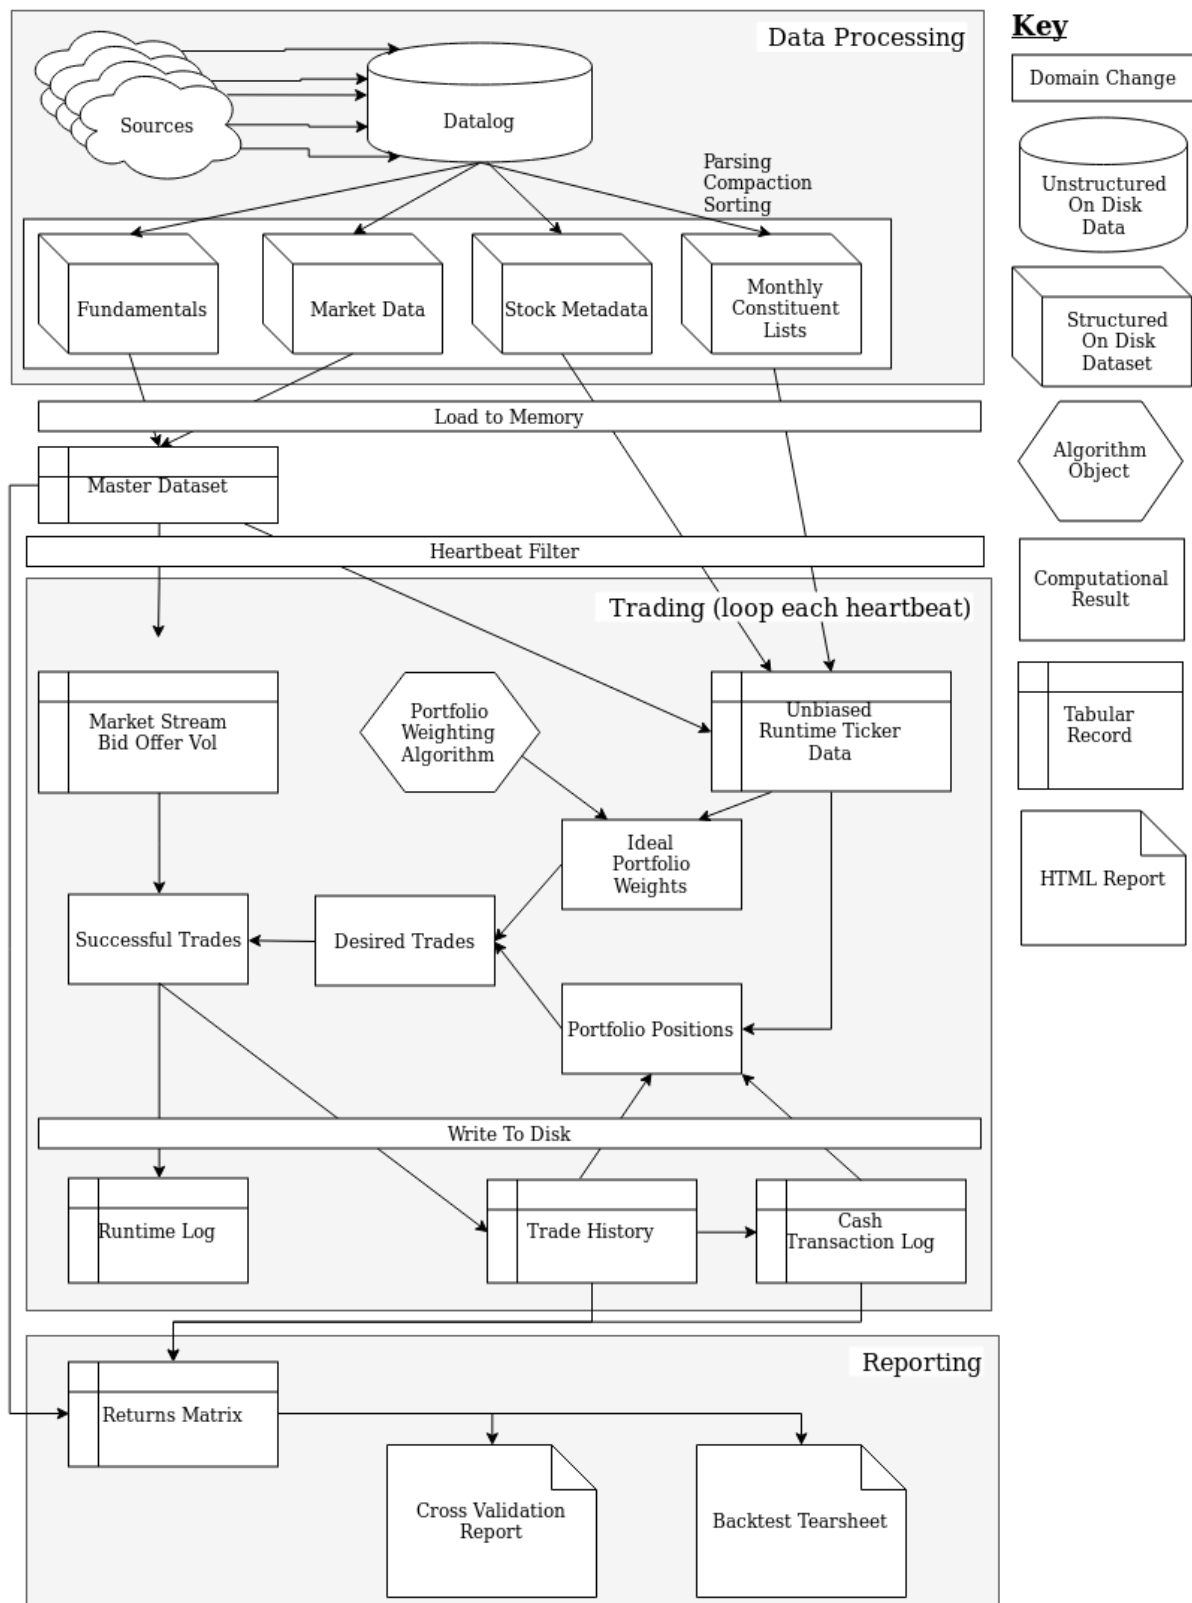 Data Processing
Sources
Datalog
Parsing
Compaction
Sorting
Fundamentals
Market Data
Stock Metadata
Monthly
Constituent
Lists
Load to Memory
Master Dataset
Heartbeat Filter
Trading (loop each heartbeat)
Market Stream
Bid Offer Vol
Portfolio
Weighting
Algorithm
Unbiased
Runtime Ticker
Data
Ideal
Portfolio
Weights
Successful Trades
Desired Trades
Portfolio Positions
Write To Disk
Runtime Log
Trade History
Cash
Transaction Log
Reporting
Returns Matrix
Cross Validation
Report
Backtest Tearsheet
Key
Domain Change
Unstructured
On Disk
Data
Structured
On Disk
Dataset
Algorithm
Object
Computational
Result
Tabular
Record
HTML Report